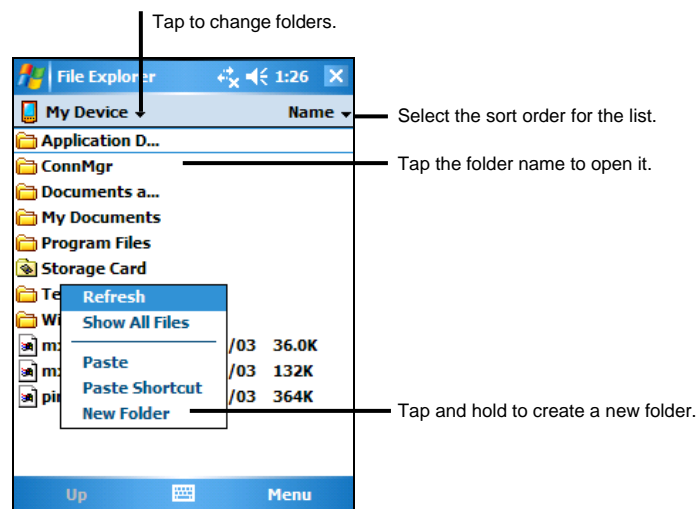 Tap to change folders.
File Explorer 1:26
My Device Name
Select the sort order for the list.
Application D...
ConnMgr
Tap the folder name to open it.
Documents a...
My Documents
Program Files
Storage Card
Te
Refresh
Wi
Show All Files
/03 36.0K
Paste
/03 132K
Paste Shortcut
/03 364K
New Folder
Tap and hold to create a new folder.
Up Menu